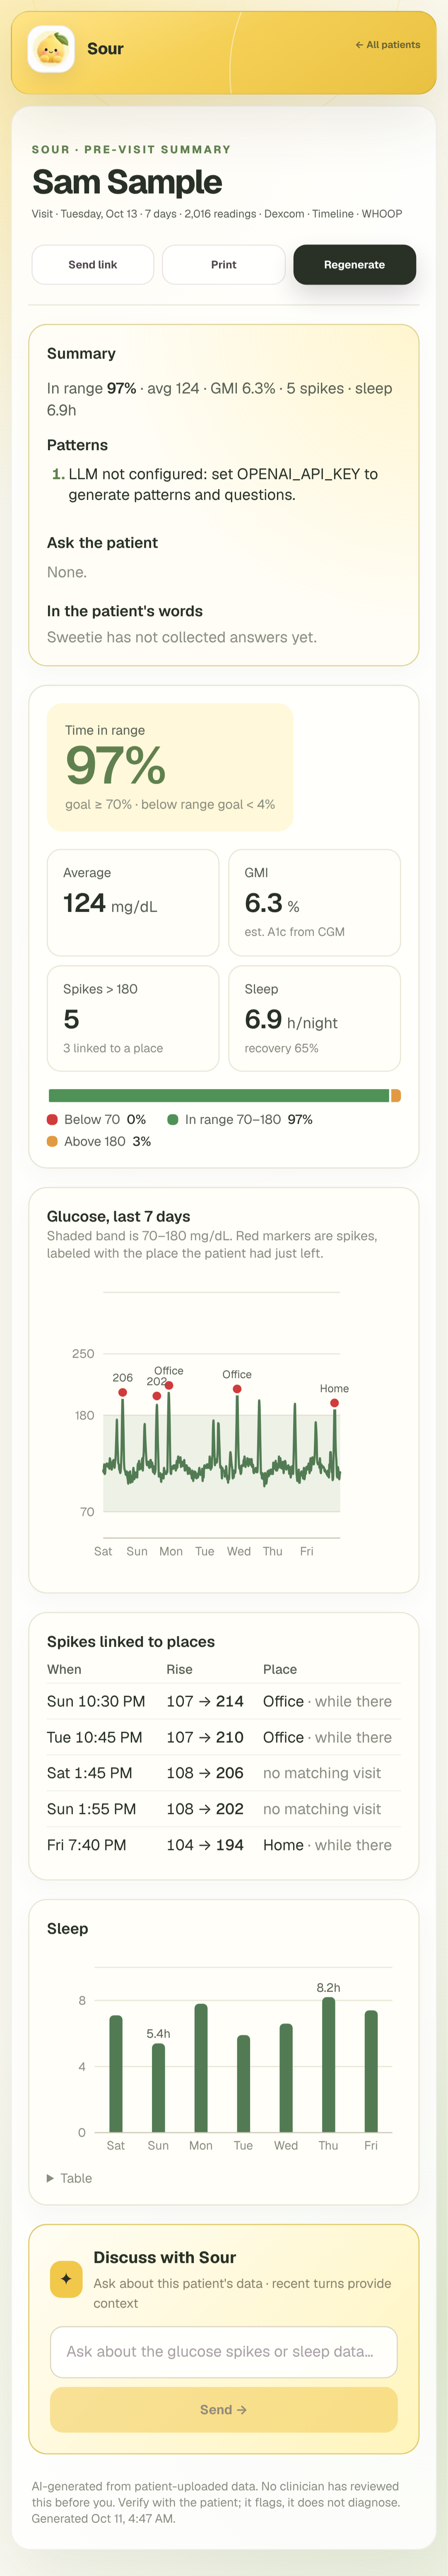 Sour
← All patients
SOUR · PRE-VISIT SUMMARY
Sam Sample
Visit · Tuesday, Oct 13 · 7 days · 2,016 readings · Dexcom · Timeline · WHOOP
Send link
Print
Regenerate
Summary
In range 97% · avg 124 · GMI 6.3% · 5 spikes · sleep
6.9h
Patterns
1. LLM not configured: set OPENAI_API_KEY to
generate patterns and questions.
Ask the patient
None.
In the patient's words
Sweetie has not collected answers yet.
Time in range
97%
goal ≥ 70% · below range goal < 4%
Average
124 mg/dL
GMI
6.3 %
est. A1c from CGM
Spikes > 180
5
3 linked to a place
Sleep
6.9 h/night
recovery 65%
Below 70 0%
In range 70–180 97%
Above 180 3%
Glucose, last 7 days
Shaded band is 70–180 mg/dL. Red markers are spikes,
labeled with the place the patient had just left.
250
180
70
206
202
Office
Office
Home
Sat Sun Mon Tue Wed Thu Fri
Spikes linked to places
When Rise Place
Sun 10:30 PM 107 → 214 Office · while there
Tue 10:45 PM 107 → 210 Office · while there
Sat 1:45 PM 108 → 206 no matching visit
Sun 1:55 PM 108 → 202 no matching visit
Fri 7:40 PM 104 → 194 Home · while there
Sleep
8
4
0
5.4h
8.2h
Sat Sun Mon Tue Wed Thu Fri
▶ Table
Discuss with Sour
Ask about this patient's data · recent turns provide
context
Ask about the glucose spikes or sleep data...
Send →
AI-generated from patient-uploaded data. No clinician has reviewed
this before you. Verify with the patient; it flags, it does not diagnose.
Generated Oct 11, 4:47 AM.